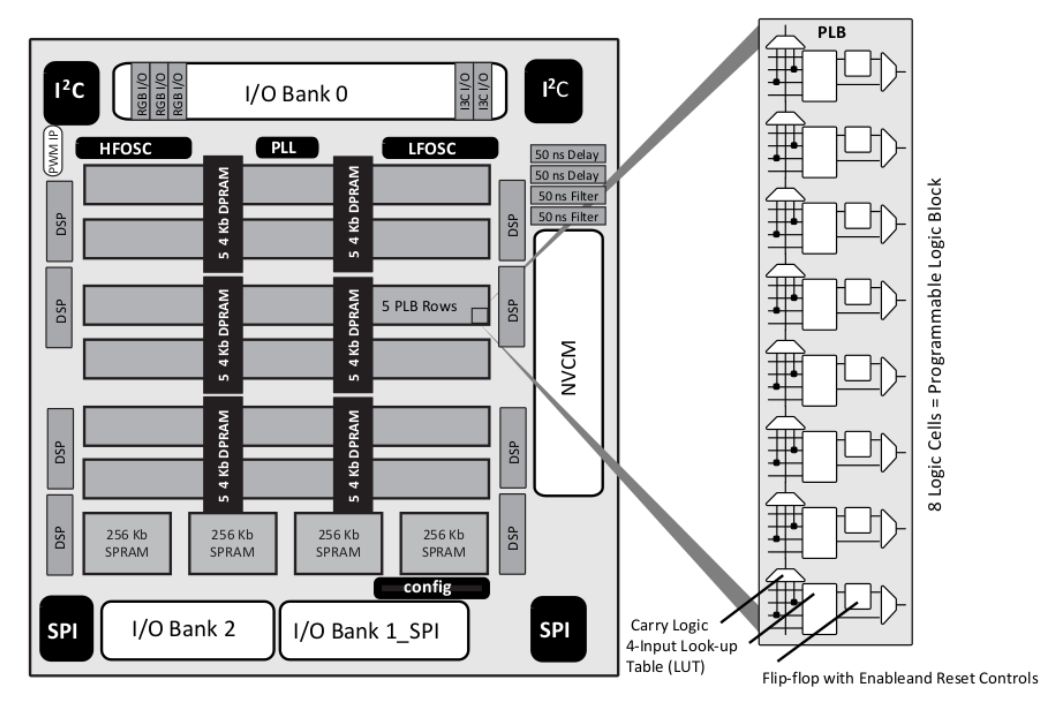 PLB
I²C
RGB I/O
RGB I/O
RGB I/O
I/O Bank 0
I3C I/O
I3C I/O
I²C
PWM IP
HFOSC
PLL
LFOSC
50 ns Delay
50 ns Delay
50 ns Filter
50 ns Filter
DSP
DSP
5 4 Kb DPRAM
5 4 Kb DPRAM
DSP
DSP
5 4 Kb DPRAM
5 4 Kb DPRAM
5 PLB Rows
NVCM
8 Logic Cells = Programmable Logic Block
DSP
DSP
5 4 Kb DPRAM
5 4 Kb DPRAM
DSP
DSP
256 Kb
SPRAM
256 Kb
SPRAM
256 Kb
SPRAM
256 Kb
SPRAM
config
SPI
I/O Bank 2
I/O Bank 1_SPI
SPI
Carry Logic
4-Input Look-up
Table (LUT)
Flip-flop with Enableand Reset Controls